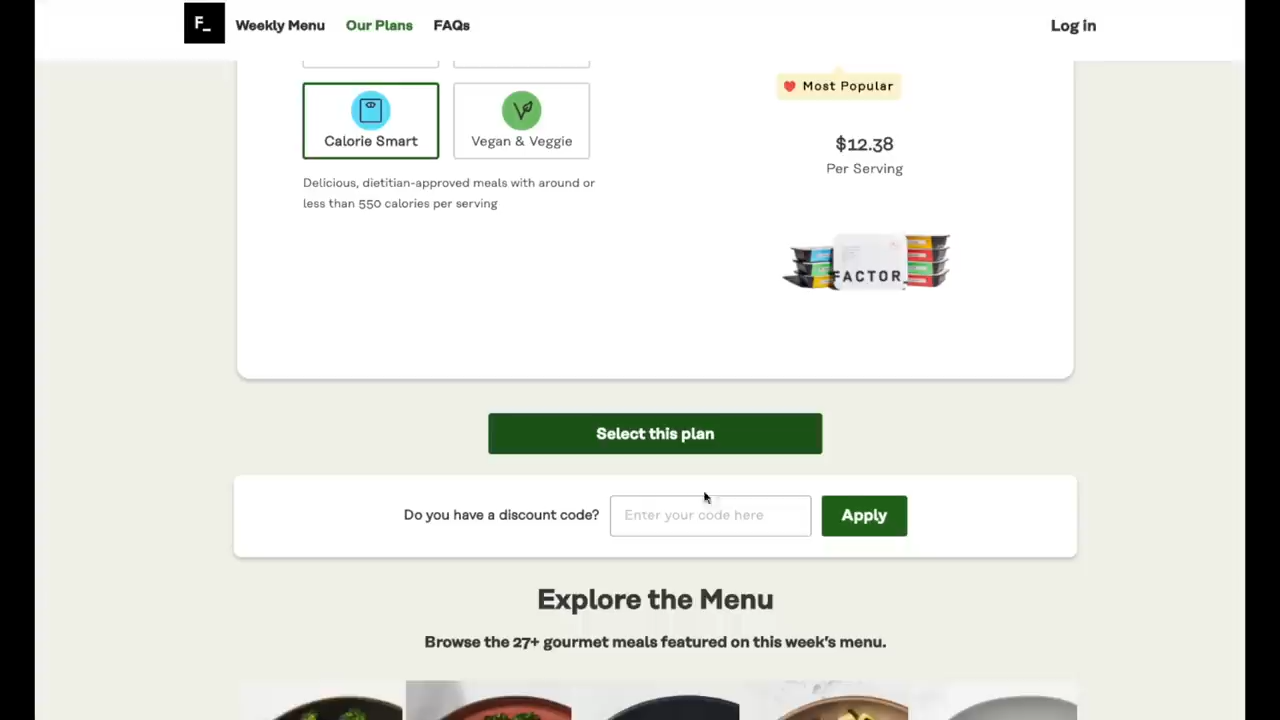 F_ Weekly Menu Our Plans FAQs Log in
Most Popular
Calorie Smart Vegan & Veggie
$12.38
Per Serving
Delicious, dietitian-approved meals with around or
less than 550 calories per serving
FACTOR_
Select this plan
Do you have a discount code? Enter your code here Apply
Explore the Menu
Browse the 27+ gourmet meals featured on this week's menu.